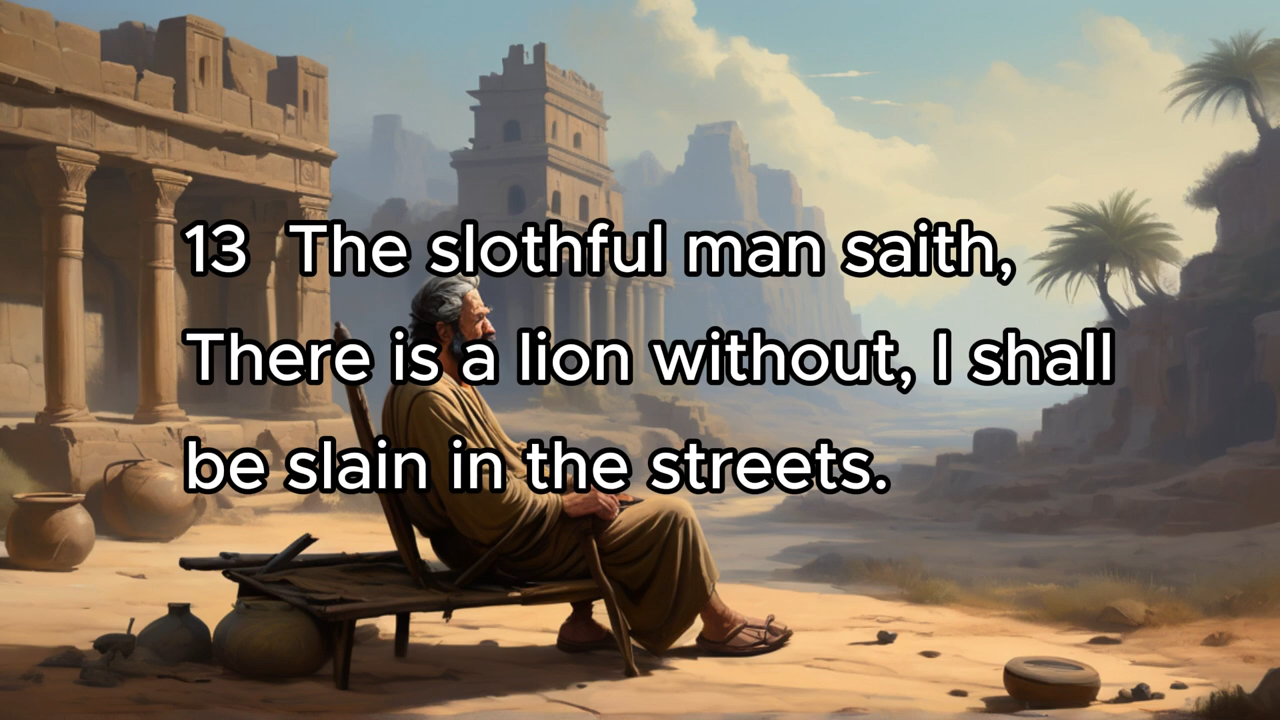 13 The slothful man saith,
There is a lion without, I shall
be slain in the streets.